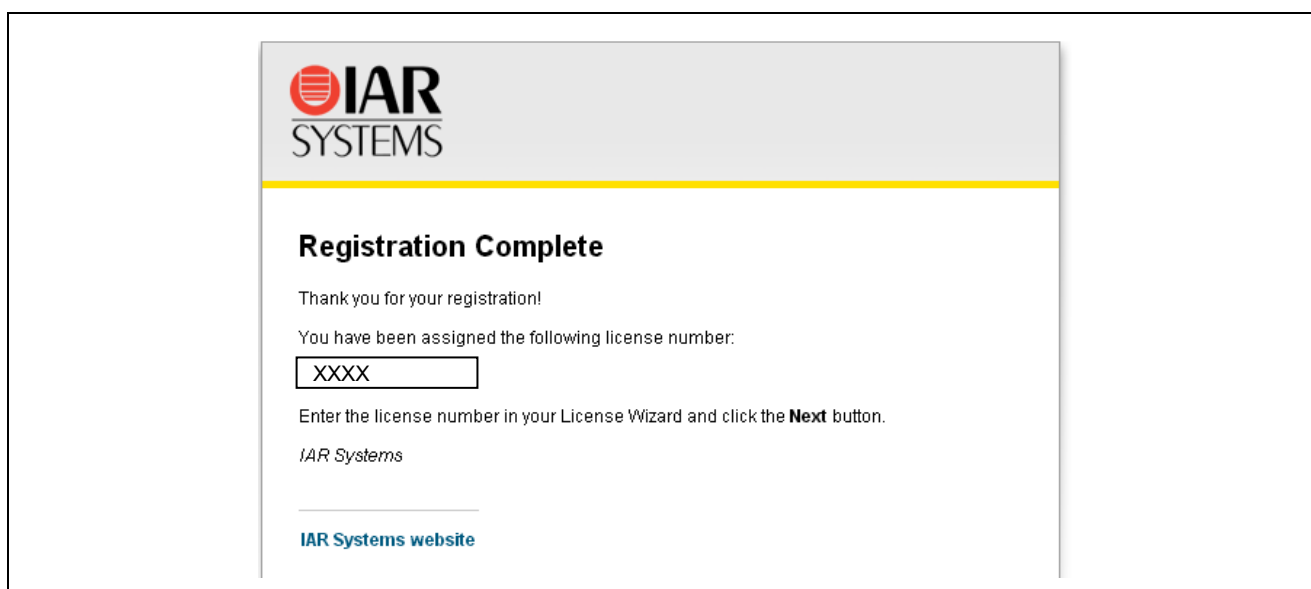 IAR
SYSTEMS
Registration Complete
Thank you for your registration!
You have been assigned the following license number:
XXXX
Enter the license number in your License Wizard and click the Next button.
IAR Systems
IAR Systems website